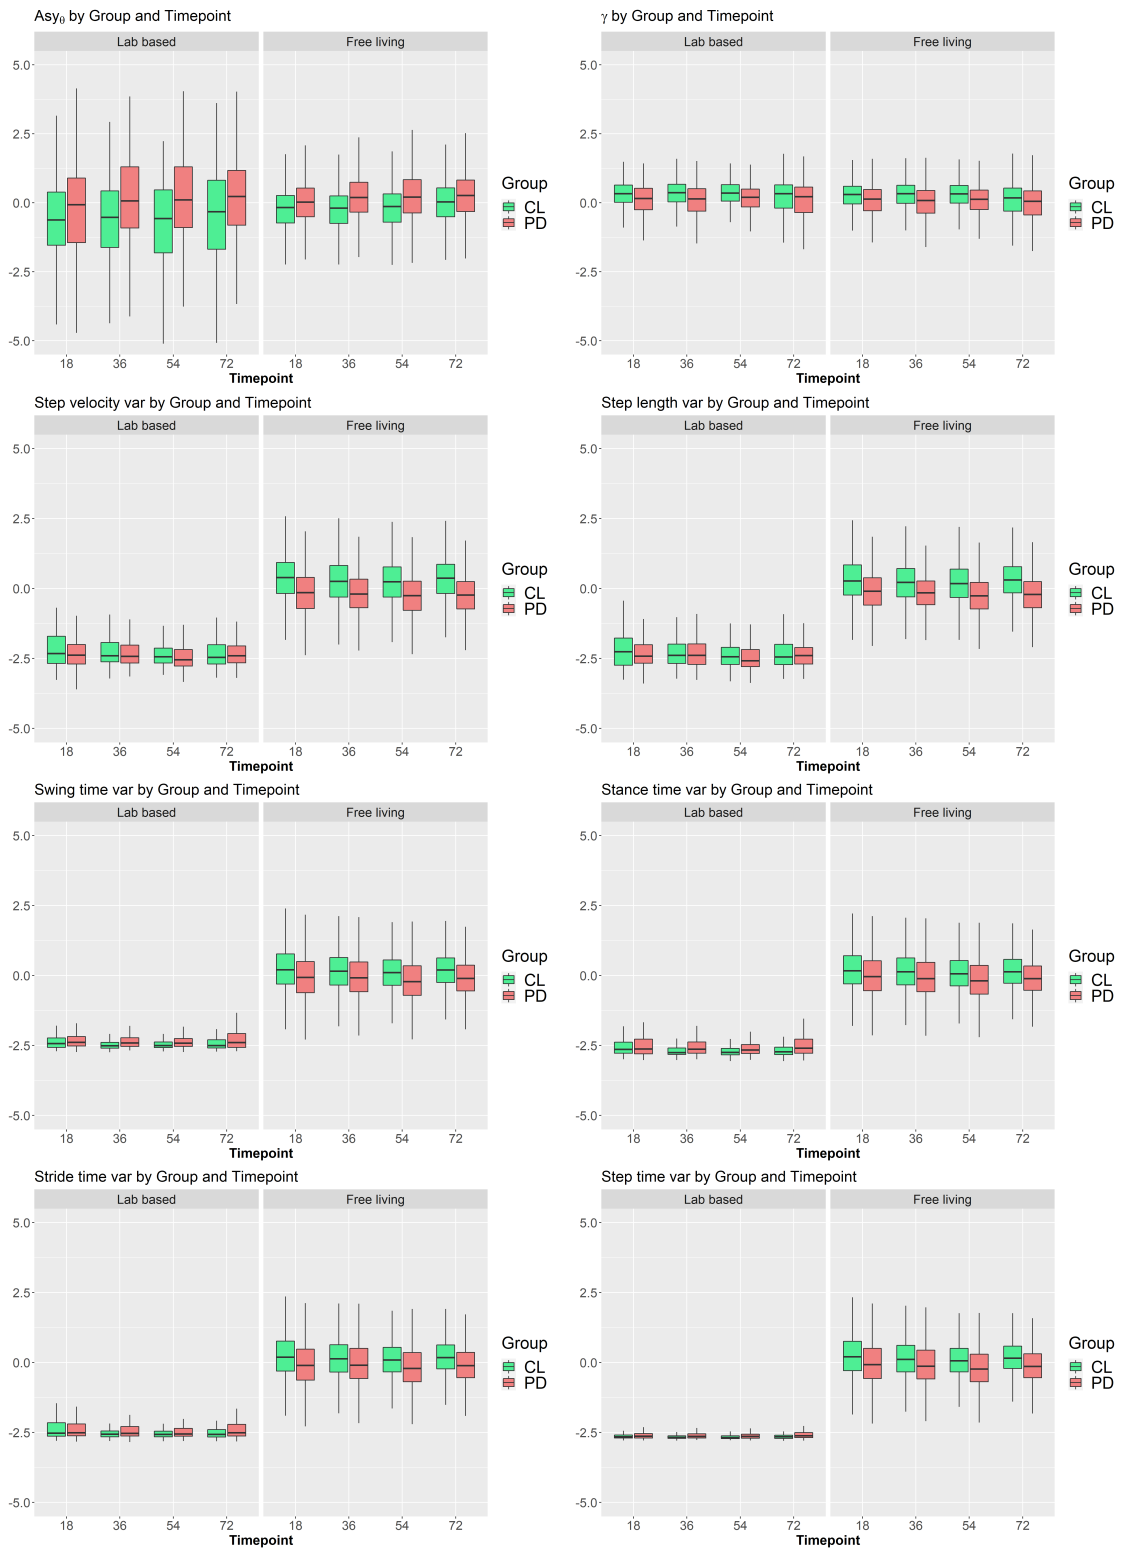 Asyθ by Group and Timepoint
Lab based Free living
5.0
2.5
0.0
-2.5
-5.0
18 36 54 72 18 36 54 72
Timepoint
Group
CL
PD
γ by Group and Timepoint
Lab based Free living
5.0
2.5
0.0
-2.5
-5.0
18 36 54 72 18 36 54 72
Timepoint
Group
CL
PD
Step velocity var by Group and Timepoint
Lab based Free living
5.0
2.5
0.0
-2.5
-5.0
18 36 54 72 18 36 54 72
Timepoint
Group
CL
PD
Step length var by Group and Timepoint
Lab based Free living
5.0
2.5
0.0
-2.5
-5.0
18 36 54 72 18 36 54 72
Timepoint
Group
CL
PD
Swing time var by Group and Timepoint
Lab based Free living
5.0
2.5
0.0
-2.5
-5.0
18 36 54 72 18 36 54 72
Timepoint
Group
CL
PD
Stance time var by Group and Timepoint
Lab based Free living
5.0
2.5
0.0
-2.5
-5.0
18 36 54 72 18 36 54 72
Timepoint
Group
CL
PD
Stride time var by Group and Timepoint
Lab based Free living
5.0
2.5
0.0
-2.5
-5.0
18 36 54 72 18 36 54 72
Timepoint
Group
CL
PD
Step time var by Group and Timepoint
Lab based Free living
5.0
2.5
0.0
-2.5
-5.0
18 36 54 72 18 36 54 72
Timepoint
Group
CL
PD